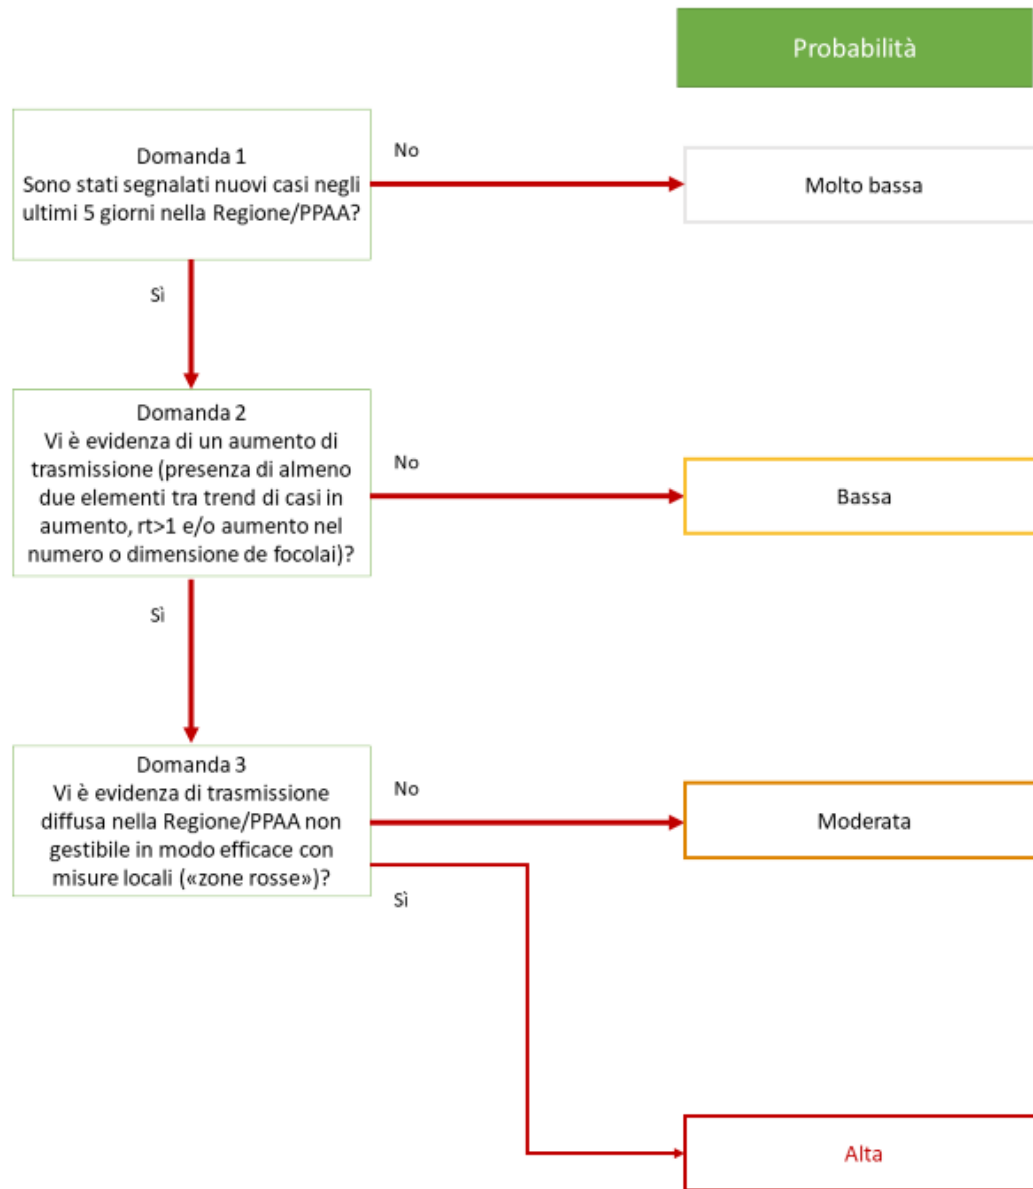 Probabilità
Domanda 1
Sono stati segnalati nuovi casi negli
ultimi 5 giorni nella Regione/PPAA?
No
Molto bassa
Sì
Domanda 2
Vi è evidenza di un aumento di
trasmissione (presenza di almeno
due elementi tra trend di casi in
aumento, rt>1 e/o aumento nel
numero o dimensione de focolai)?
No
Bassa
Sì
Domanda 3
Vi è evidenza di trasmissione
diffusa nella Regione/PPAA non
gestibile in modo efficace con
misure locali («zone rosse»)?
No
Moderata
Sì
Alta